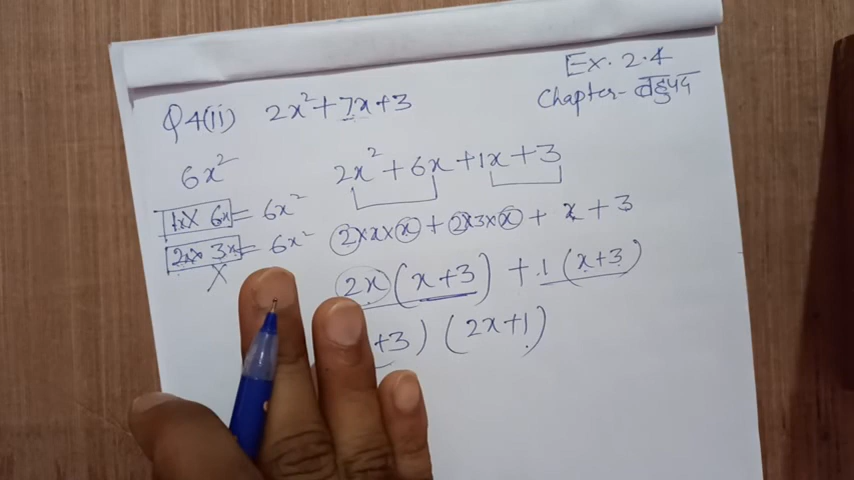 Ex. 2.4
Chapter- बहुपद
Q4(ii) 2x²+7x+3
6x²
2x²+6x+1x+3
1x× 6x = 6x²
2x× 3x = 6x²
X
2×x×x + 2×3×x + x+3
2x(x+3) + 1(x+3)
+3) (2x+1)